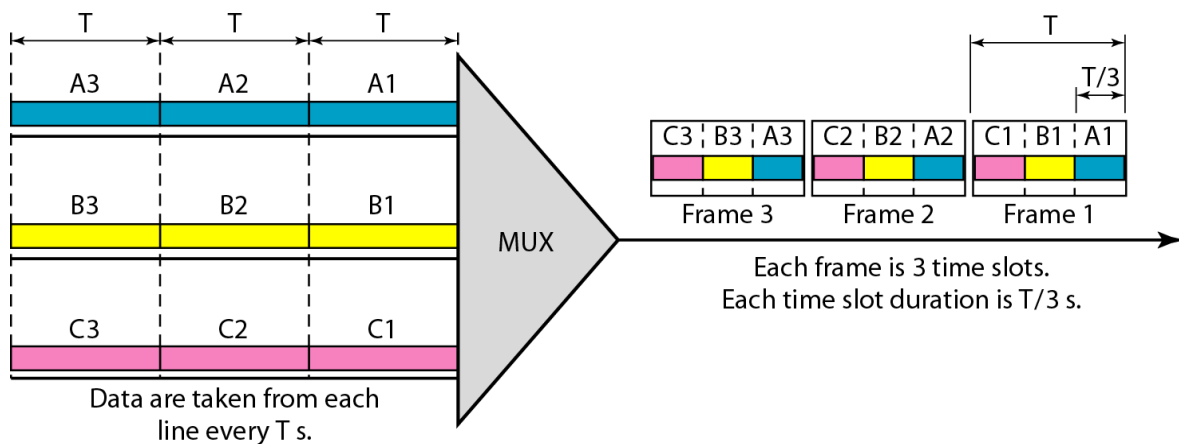 T T T
A3 A2 A1
B3 B2 B1
C3 C2 C1
Data are taken from each
line every T s.
MUX
T
T/3
C3 B3 A3 C2 B2 A2 C1 B1 A1
Frame 3 Frame 2 Frame 1
Each frame is 3 time slots.
Each time slot duration is T/3 s.